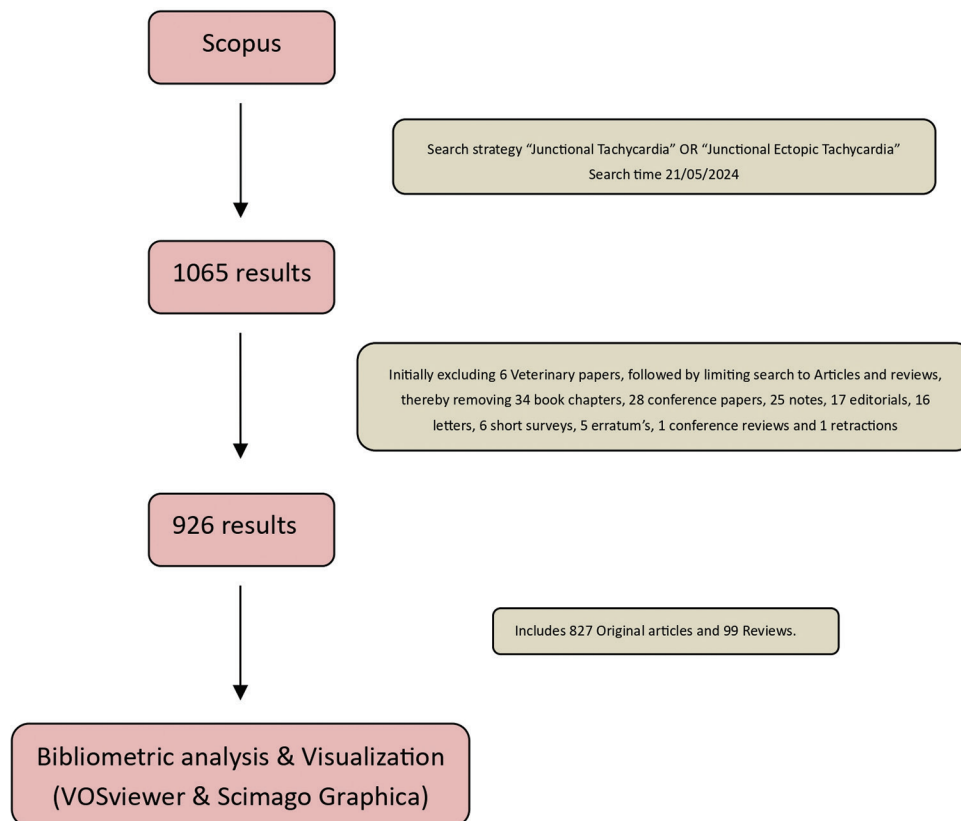 Scopus
Search strategy “Junctional Tachycardia” OR “Junctional Ectopic Tachycardia”
Search time 21/05/2024
1065 results
Initially excluding 6 Veterinary papers, followed by limiting search to Articles and reviews,
thereby removing 34 book chapters, 28 conference papers, 25 notes, 17 editorials, 16
letters, 6 short surveys, 5 erratum’s, 1 conference reviews and 1 retractions
926 results
Includes 827 Original articles and 99 Reviews.
Bibliometric analysis & Visualization
(VOSviewer & Scimago Graphica)